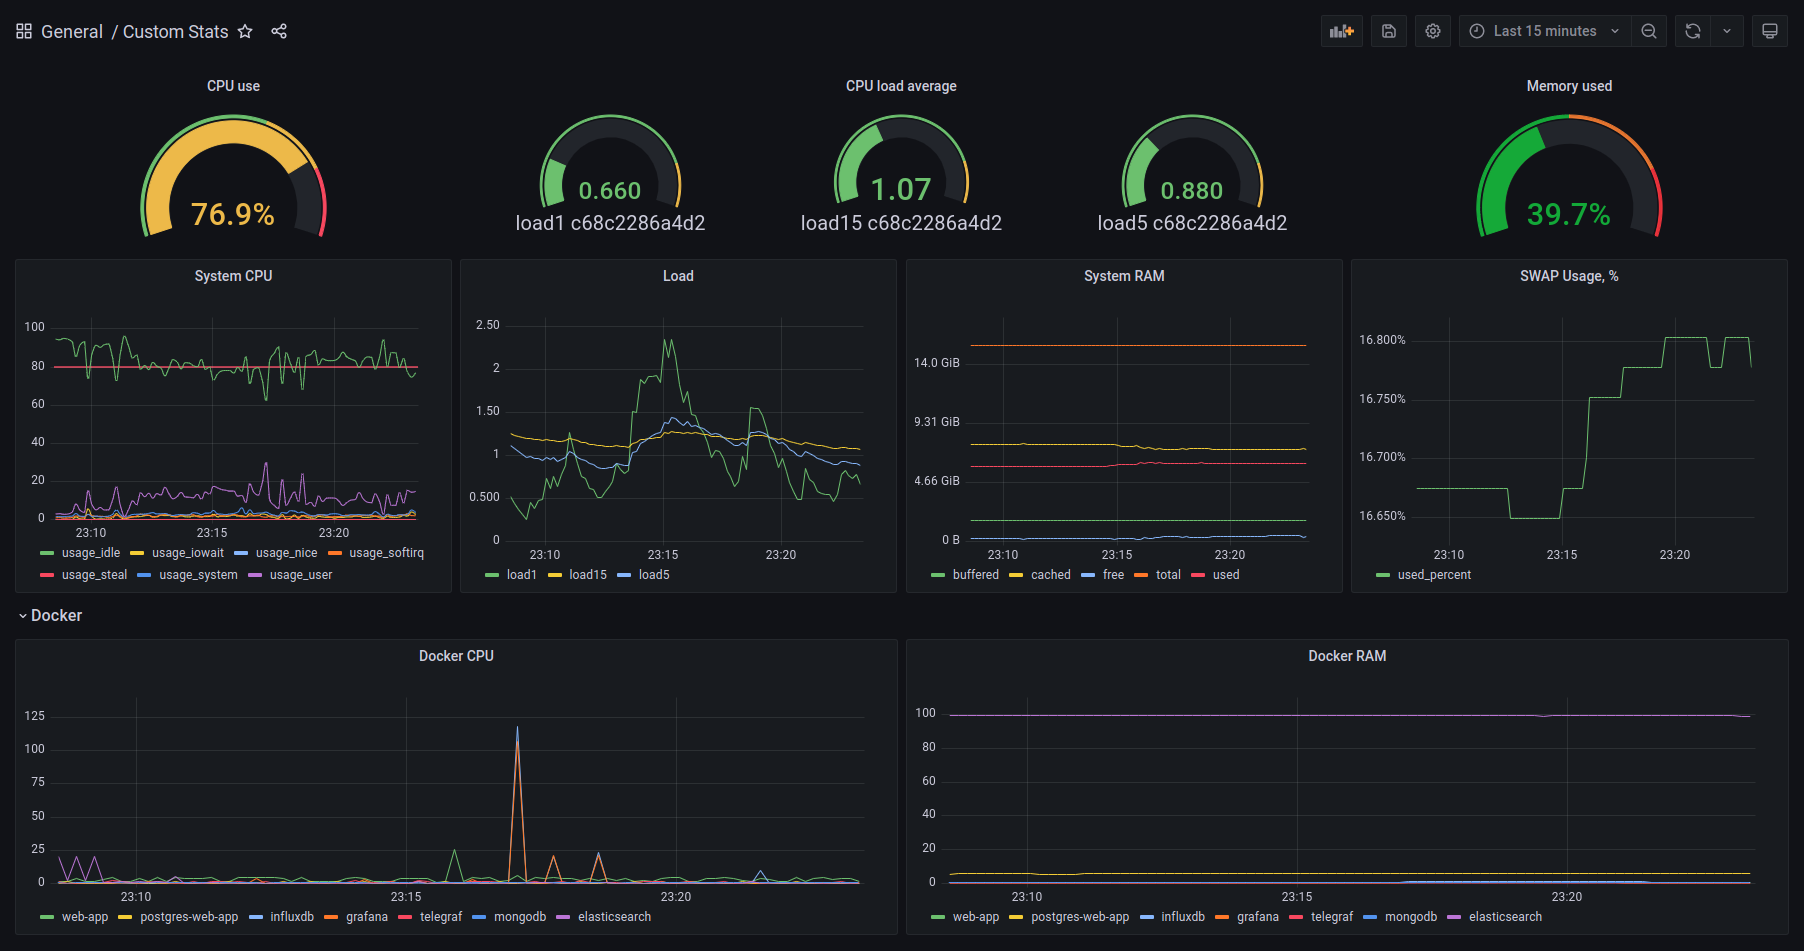 General / Custom Stats
Last 15 minutes
CPU use
76.9%
CPU load average
0.660
load1 c68c2286a4d2
1.07
load15 c68c2286a4d2
0.880
load5 c68c2286a4d2
Memory used
39.7%
System CPU
100
80
60
40
20
0
23:10 23:15 23:20
usage_idle usage_iowait usage_nice usage_softirq
usage_steal usage_system usage_user
Load
2.50
2
1.50
1
0.500
0
23:10 23:15 23:20
load1 load15 load5
System RAM
14.0 GiB
9.31 GiB
4.66 GiB
0 B
23:10 23:15 23:20
buffered cached free total used
SWAP Usage, %
16.800%
16.750%
16.700%
16.650%
23:10 23:15 23:20
used_percent
Docker
Docker CPU
125
100
75
50
25
0
23:10 23:15 23:20
web-app postgres-web-app influxdb grafana telegraf mongodb elasticsearch
Docker RAM
100
80
60
40
20
0
23:10 23:15 23:20
web-app postgres-web-app influxdb grafana telegraf mongodb elasticsearch